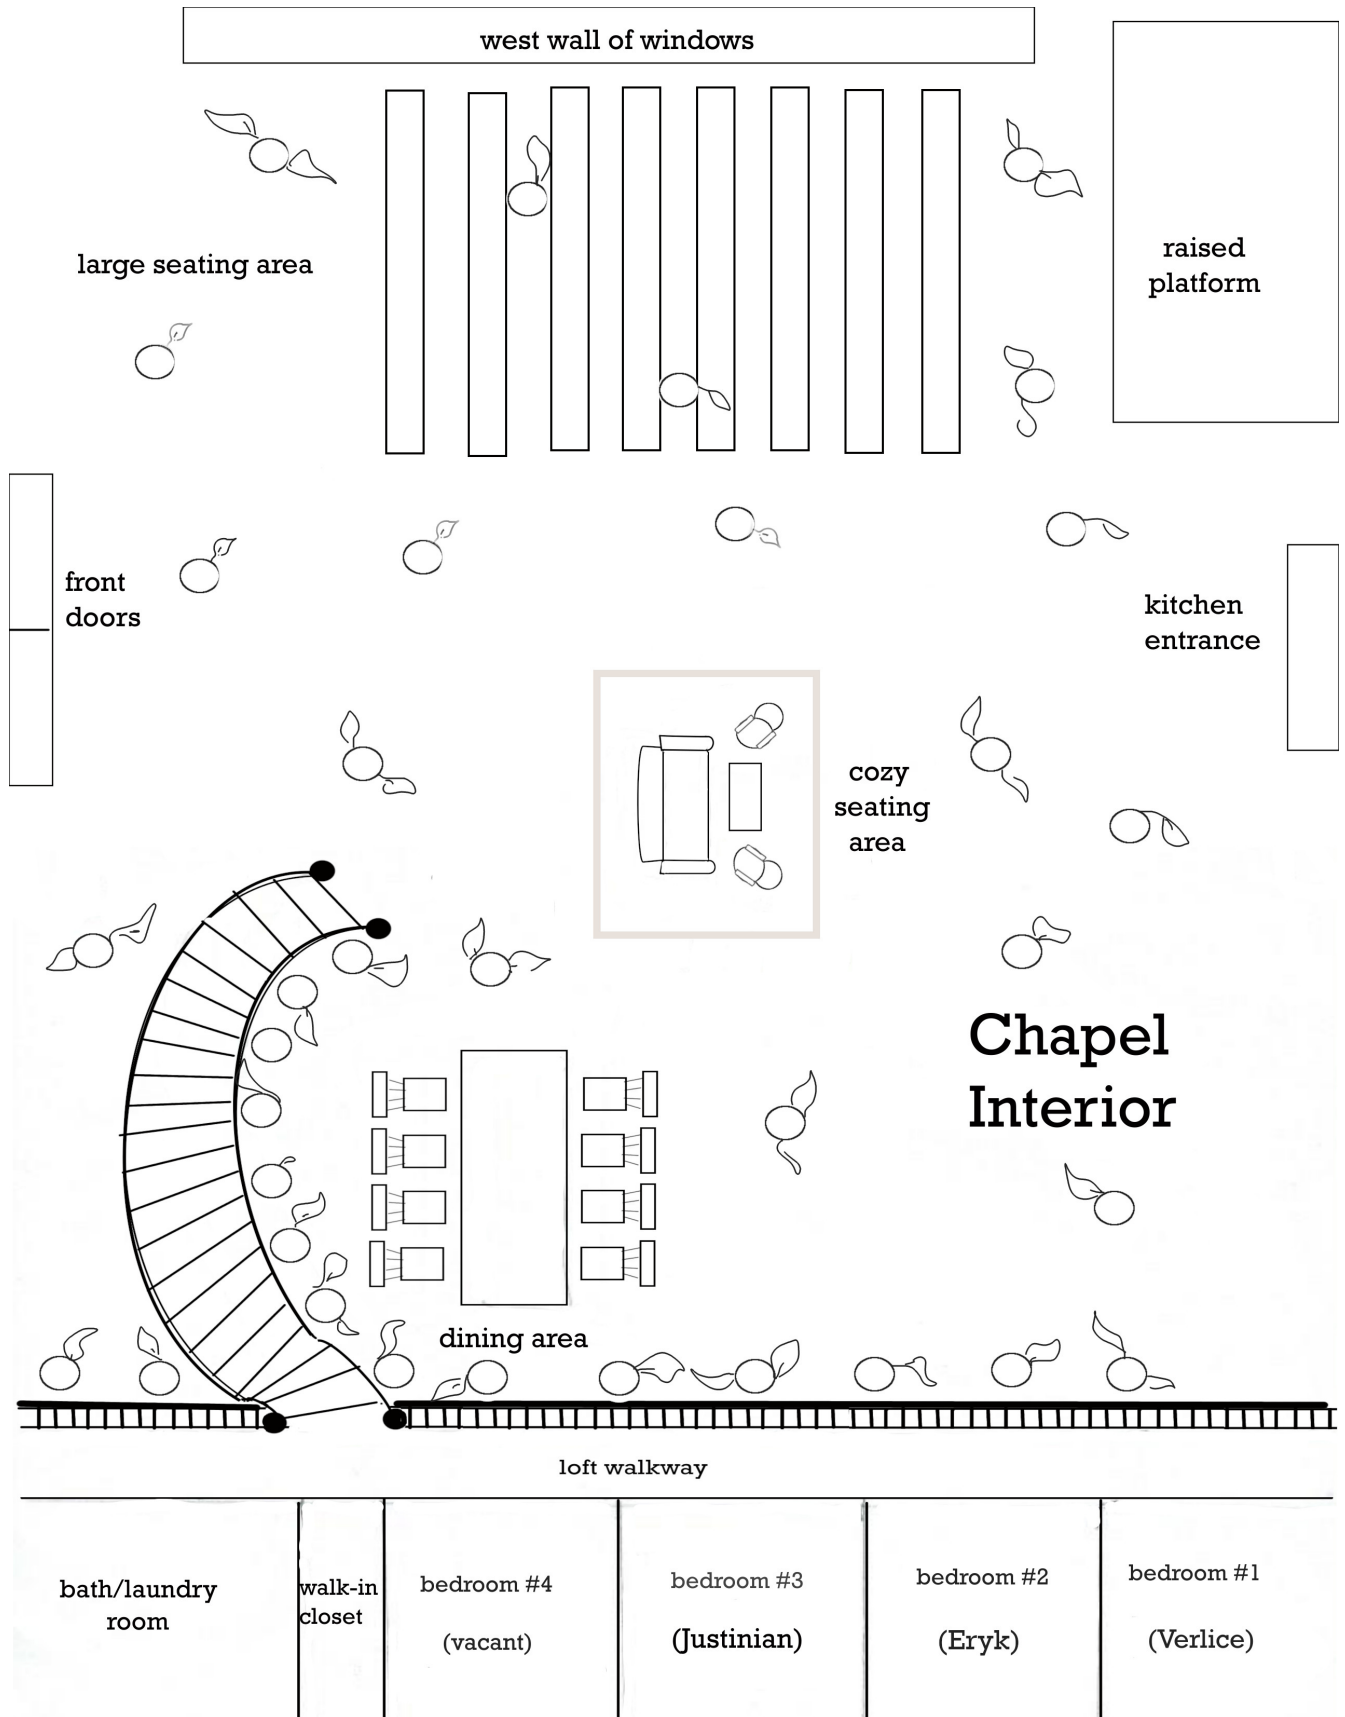 west wall of windows
large seating area
raised
platform
front
doors
kitchen
entrance
cozy
seating
area
Chapel
Interior
dining area
loft walkway
bath/laundry
room
walk-in
closet
bedroom #4
(vacant)
bedroom #3
(Justinian)
bedroom #2
(Eryk)
bedroom #1
(Verlice)